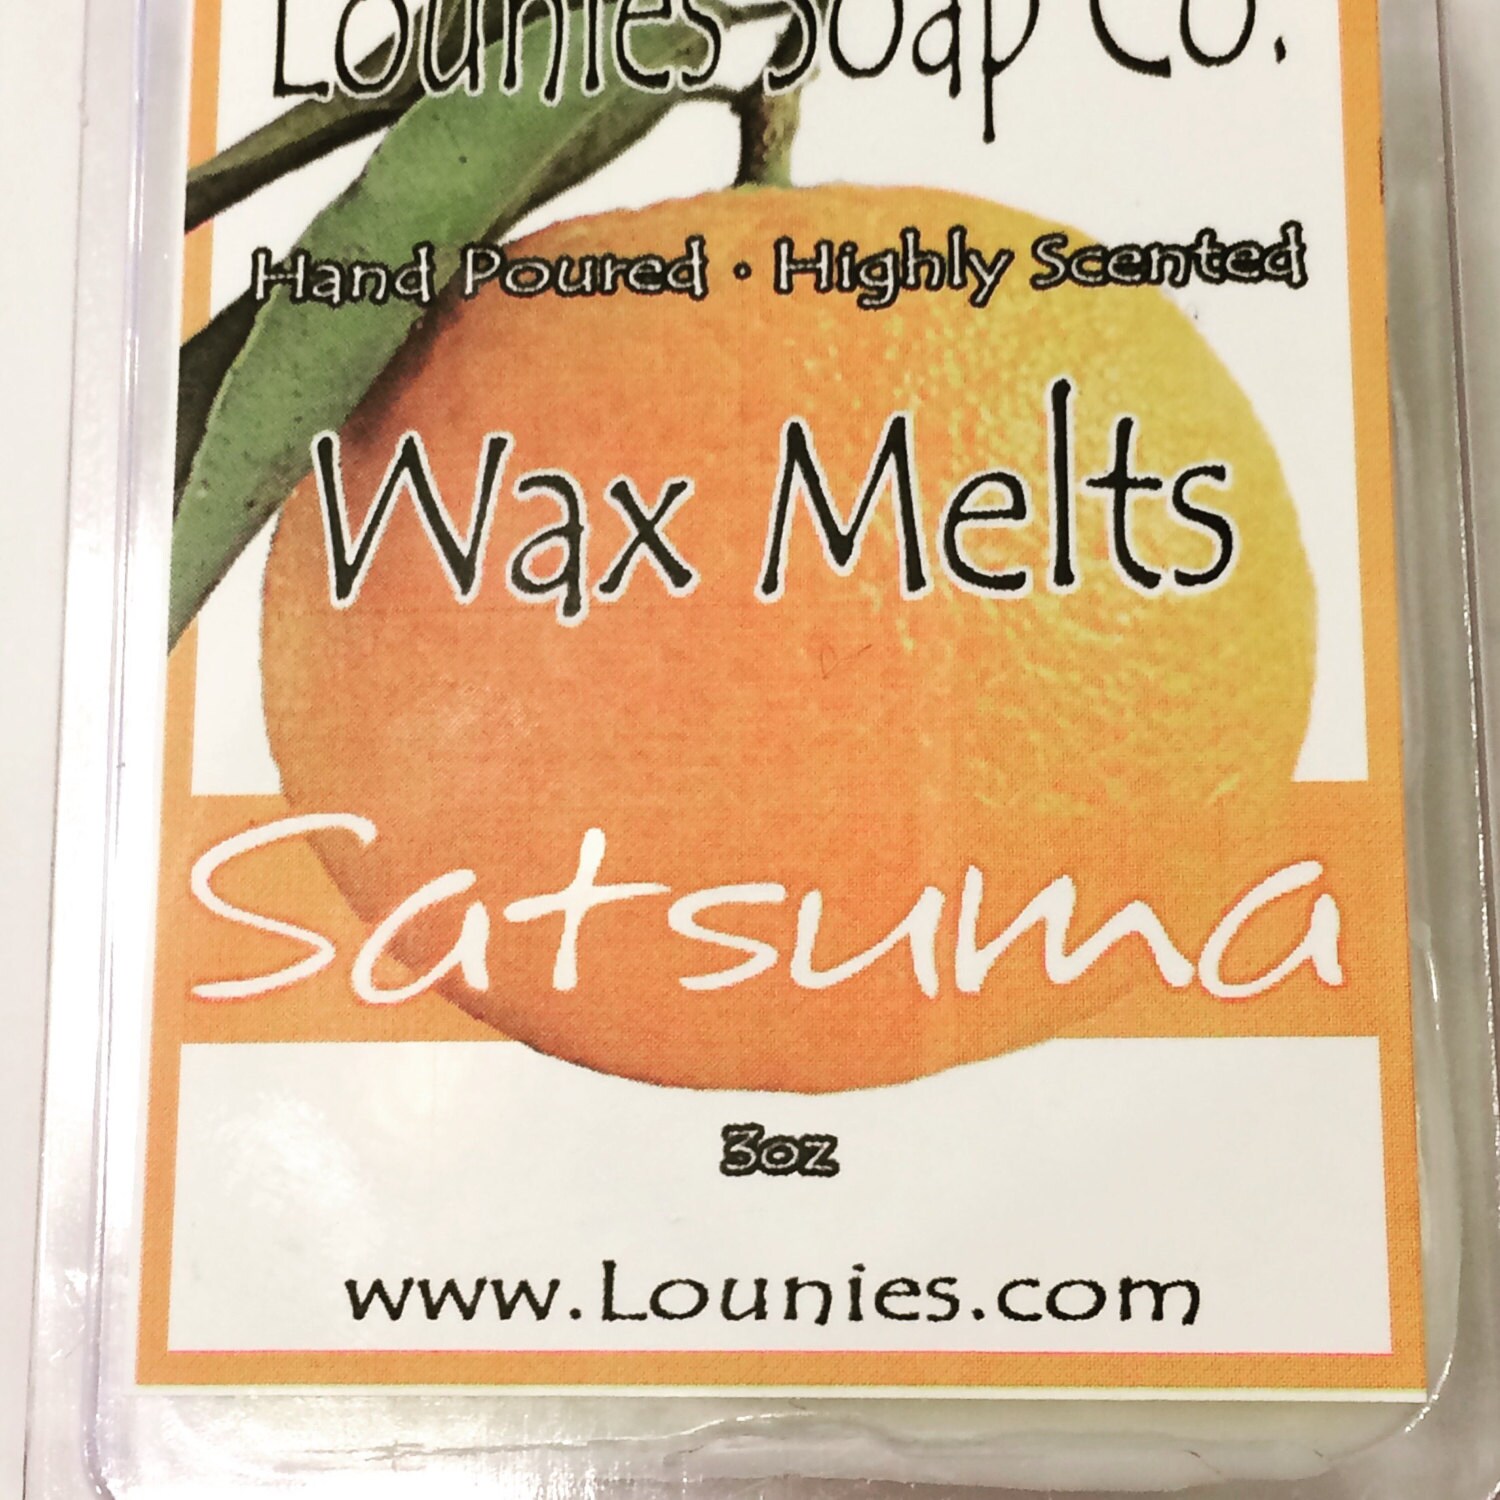 Lounies Soap Co.
Hand Poured • Highly Scented
Wax Melts
Satsuma
3oz
www.Lounies.com